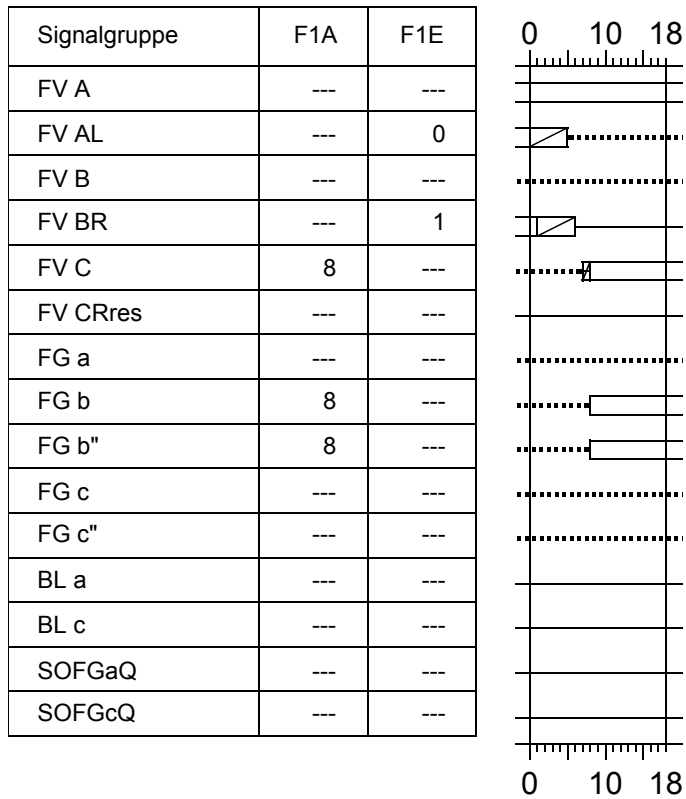 Signalgruppe F1A F1E 0 10 18
FV A --- ---
FV AL --- 0
FV B --- ---
FV BR --- 1
FV C 8 ---
FV CRres --- ---
FG a --- ---
FG b 8 ---
FG b" 8 ---
FG c --- ---
FG c" --- ---
BL a --- ---
BL c --- ---
SOFGaQ --- ---
SOFGcQ --- ---
0 10 18